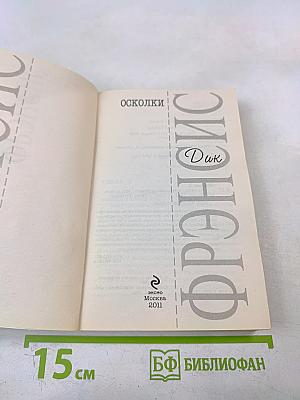 ОСКОЛКИ
Дик
ФРЭНСИС
эксмо
Москва
2011
15 см
БФ БИБЛИОФАН